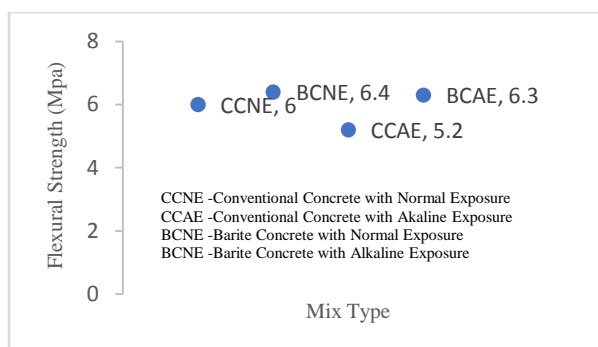 8
6
4
2
0
Flexural Strength (Mpa)
CCNE, 6
BCNE, 6.4
CCAE, 5.2
BCAE, 6.3
CCNE -Conventional Concrete with Normal Exposure
CCAE -Conventional Concrete with Akaline Exposure
BCNE -Barite Concrete with Normal Exposure
BCNE -Barite Concrete with Alkaline Exposure
Mix Type